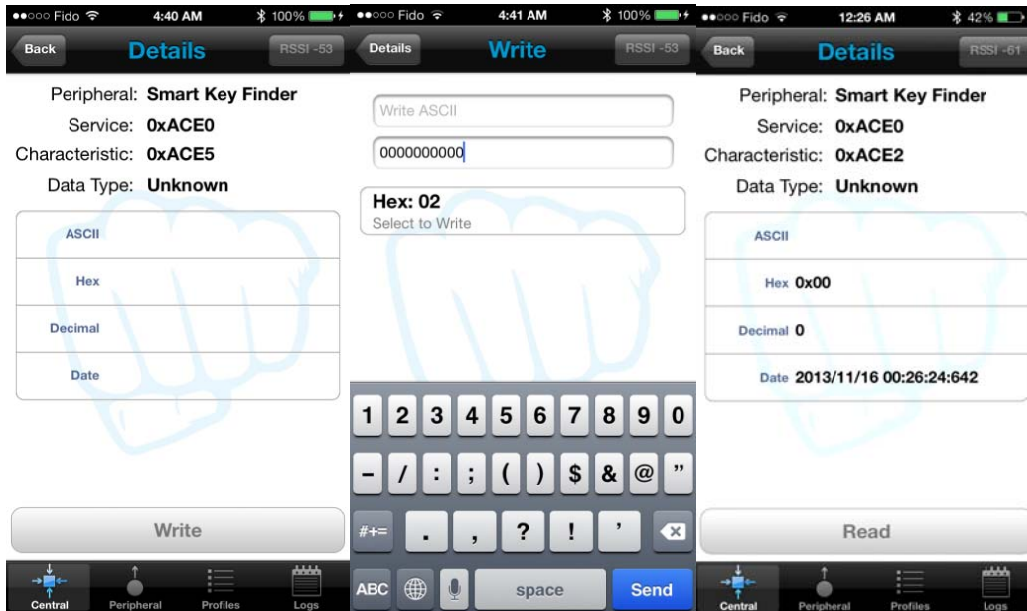 ●●○○○ Fido 4:40 AM 100%
Back Details RSSI -53
Peripheral: Smart Key Finder
Service: 0xACE0
Characteristic: 0xACE5
Data Type: Unknown
ASCII
Hex
Decimal
Date
Write
Central Peripheral Profiles Logs
●●○○○ Fido 4:41 AM 100%
Details Write RSSI -53
Write ASCII
0000000000
Hex: 02
Select to Write
1 2 3 4 5 6 7 8 9 0
- / : ; ( ) $ & @ "
#+= . , ? ! '
ABC space Send
●●○○○ Fido 12:26 AM 42%
Back Details RSSI -61
Peripheral: Smart Key Finder
Service: 0xACE0
Characteristic: 0xACE2
Data Type: Unknown
ASCII
Hex 0x00
Decimal 0
Date 2013/11/16 00:26:24:642
Read
Central Peripheral Profiles Logs